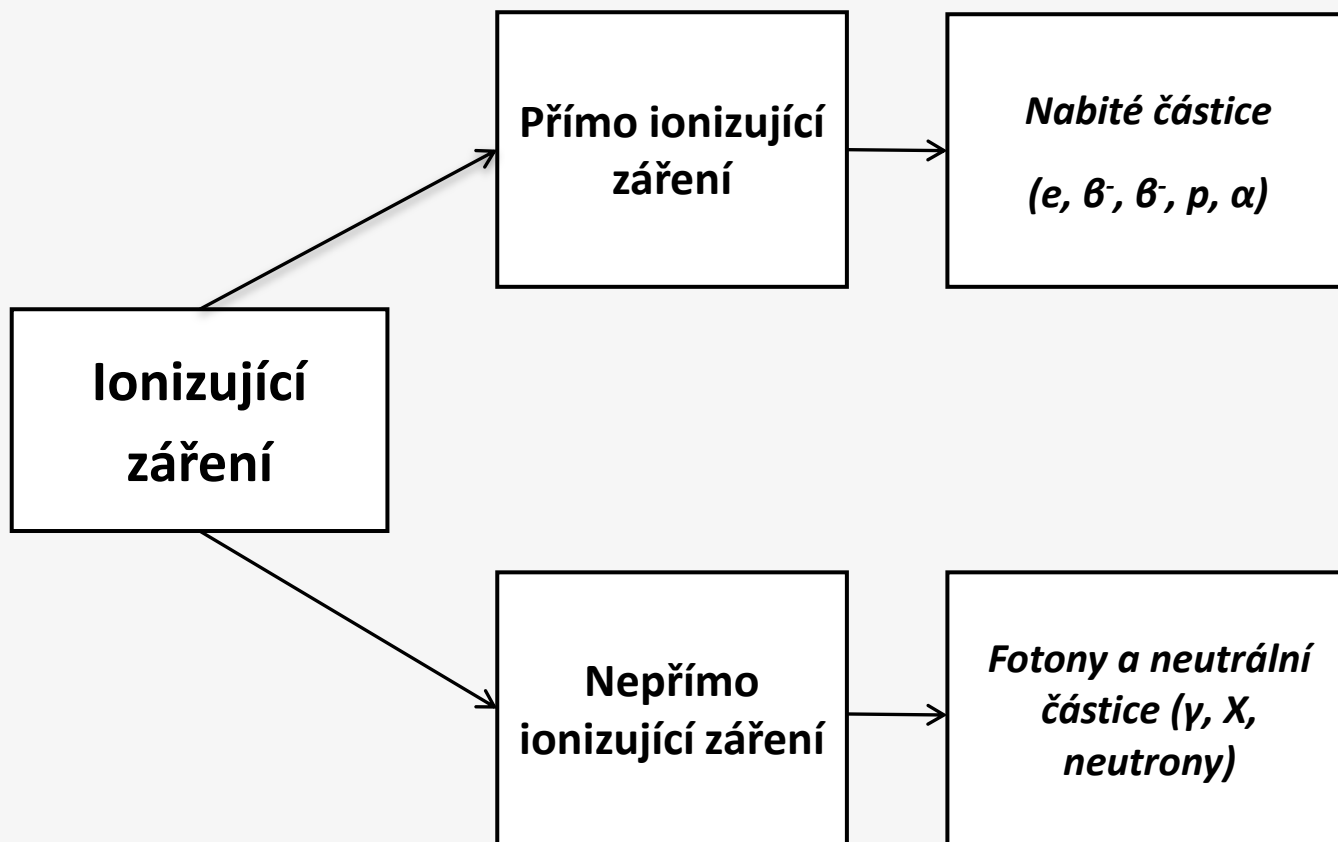 Přímo ionizující
záření
Nabité částice
(e, β⁻, β⁻, p, α)
Ionizující
záření
Nepřímo
ionizující záření
Fotony a neutrální
částice (γ, X,
neutrony)